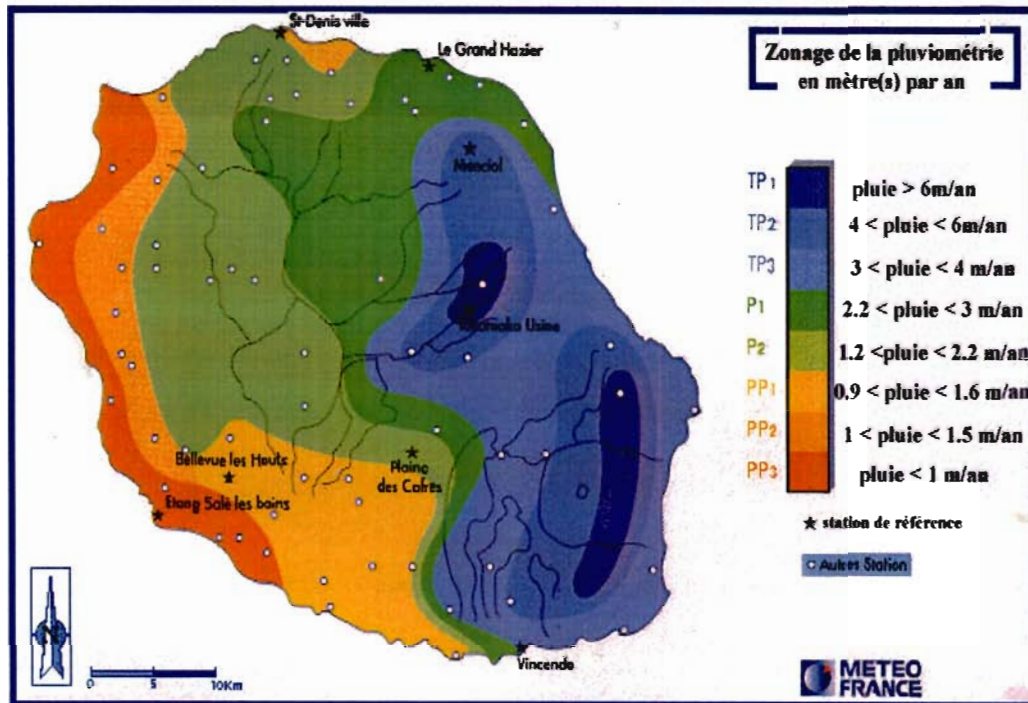 St-Denis ville
Le Grand Hazier
Menciol
Takamaka Usine
Bellevue les Hauts
Plaine
des Cafres
Etang Salé les bains
Vincendo
N
0 5 10Km
Zonage de la pluviométrie
en mètre(s) par an
TP1 pluie > 6m/an
TP2 4 < pluie < 6m/an
TP3 3 < pluie < 4 m/an
P1 2.2 < pluie < 3 m/an
P2 1.2 <pluie < 2.2 m/an
PP1 0.9 < pluie < 1.6 m/an
PP2 1 < pluie < 1.5 m/an
PP3 pluie < 1 m/an
★ station de référence
Autres Station
METEO
FRANCE